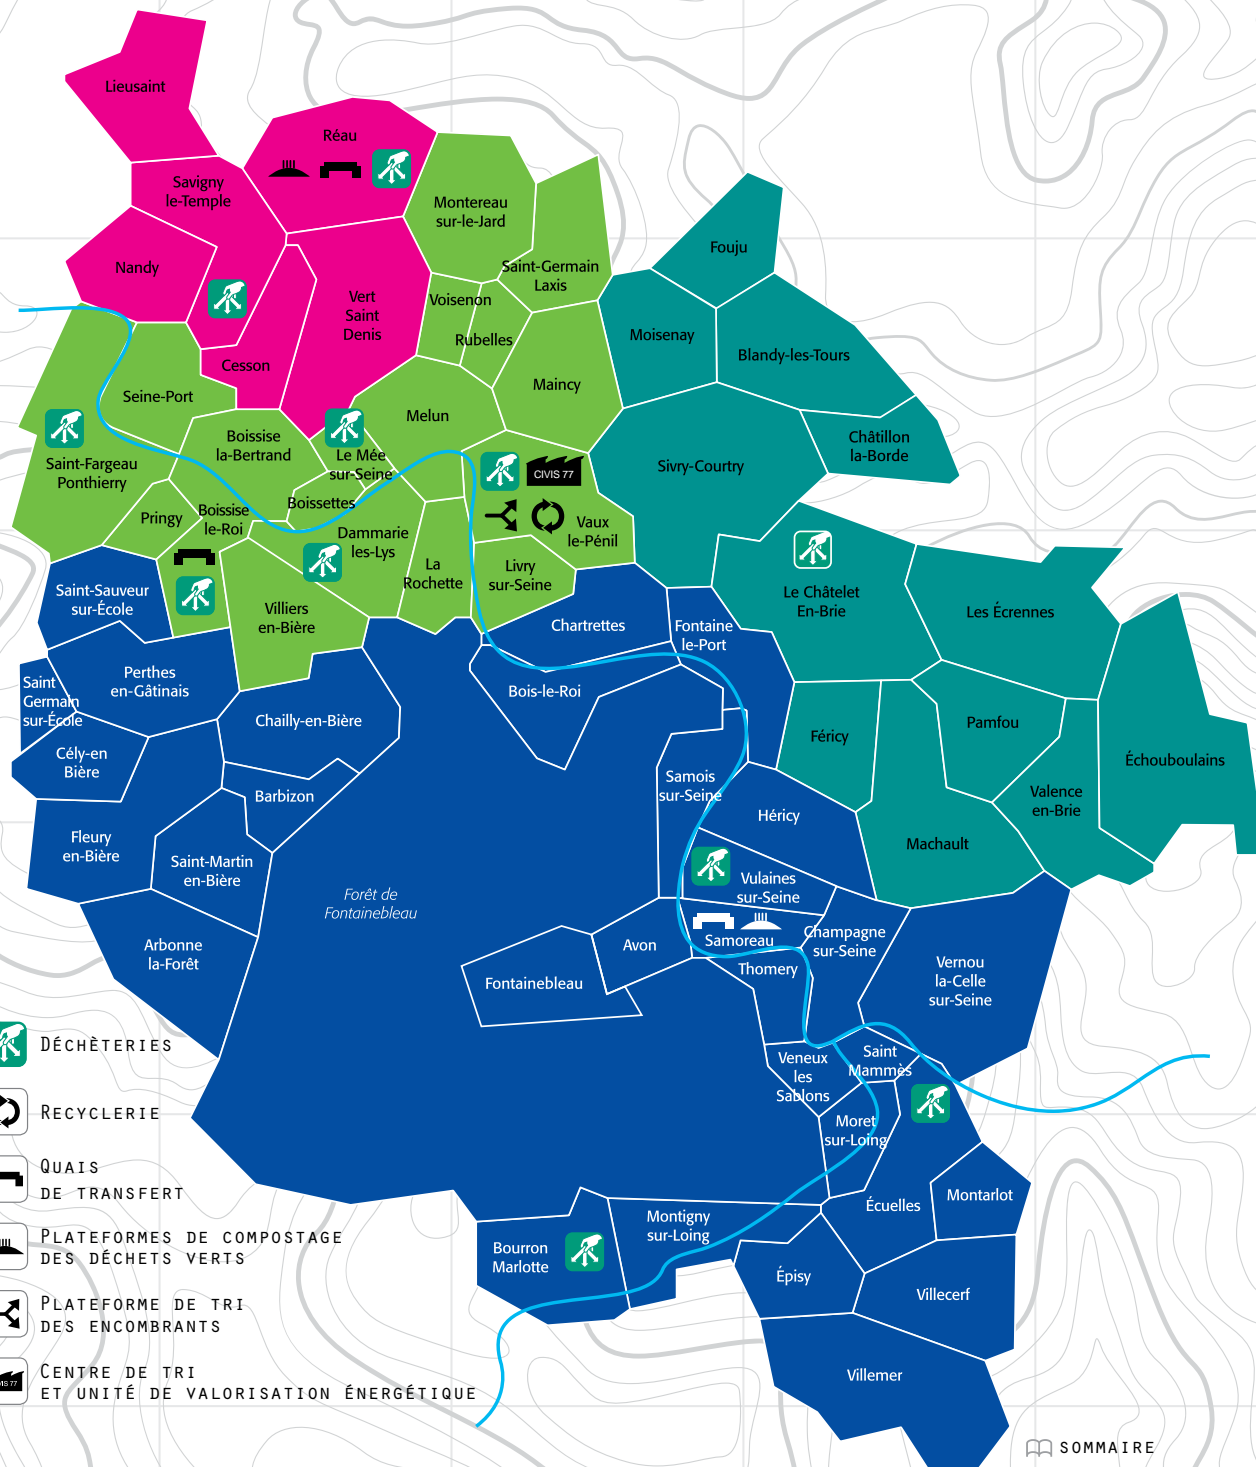 Lieusaint
Réau
Savigny
le-Temple
Nandy
Vert
Saint
Denis
Cesson
Montereau
sur-le-Jard
Saint-Germain
Laxis
Voisenon
Rubelles
Maincy
Melun
Seine-Port
Boissise
la-Bertrand
Le Mée
sur-Seine
Saint-Fargeau
Ponthierry
Pringy
Boissise
le-Roi
Boissettes
Dammarie
les-Lys
La
Rochette
CIVIS 77
Vaux
le-Pénil
Livry
sur-Seine
Villiers
en-Bière
Fouju
Moisenay
Blandy-les-Tours
Châtillon
la-Borde
Sivry-Courtry
Le Châtelet
En-Brie
Les Écrennes
Féricy
Pamfou
Échouboulains
Valence
en-Brie
Machault
Saint-Sauveur
sur-École
Perthes
en-Gâtinais
Saint
Germain
sur-École
Chailly-en-Bière
Cély-en
Bière
Barbizon
Fleury
en-Bière
Saint-Martin
en-Bière
Arbonne
la-Forêt
Forêt de
Fontainebleau
Chartrettes
Fontaine
le-Port
Bois-le-Roi
Samois
sur-Seine
Héricy
Vulaines
sur-Seine
Samoreau
Champagne
sur-Seine
Avon
Fontainebleau
Thomery
Vernou
la-Celle
sur-Seine
Veneux
les
Sablons
Saint
Mammès
Moret
sur-Loing
Écuelles
Montarlot
Montigny
sur-Loing
Bourron
Marlotte
Épisy
Villecerf
Villemer
DÉCHÈTERIES
RECYCLERIE
QUAIS
DE TRANSFERT
PLATEFORMES DE COMPOSTAGE
DES DÉCHETS VERTS
PLATEFORME DE TRI
DES ENCOMBRANTS
CENTRE DE TRI
ET UNITÉ DE VALORISATION ÉNERGÉTIQUE
SOMMAIRE